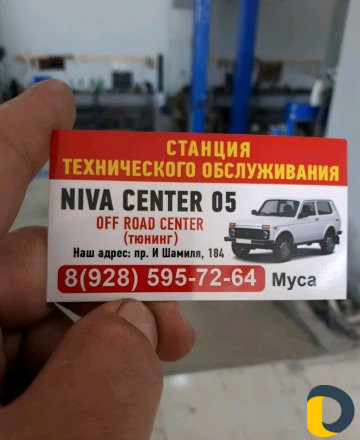 СТАНЦИЯ
ТЕХНИЧЕСКОГО ОБСЛУЖИВАНИЯ
NIVA CENTER 05
OFF ROAD CENTER
(тюнинг)
Наш адрес: пр. И Шамиля, 184
8(928) 595-72-64 Муса